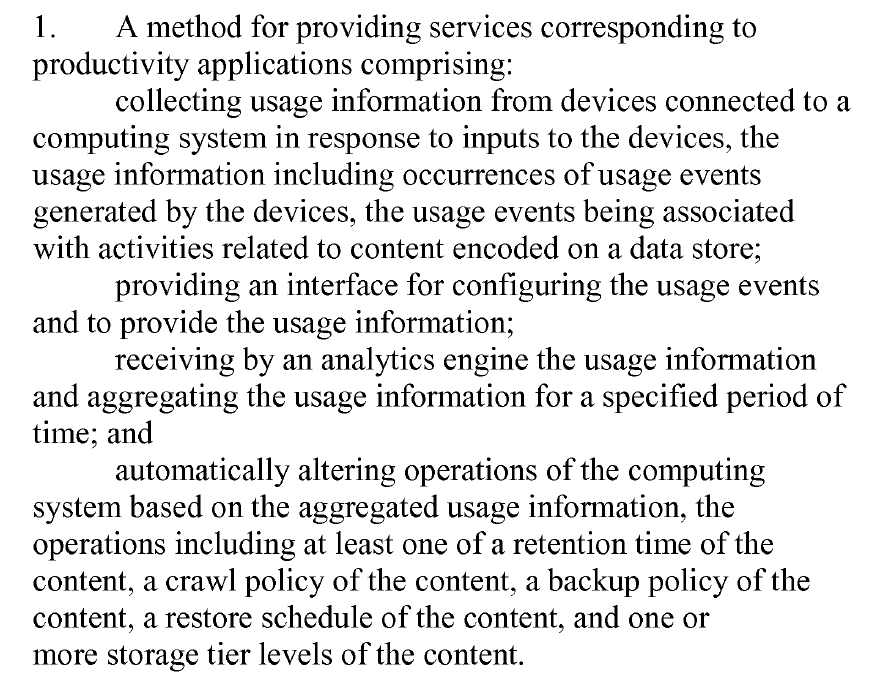 1. A method for providing services corresponding to
productivity applications comprising:
collecting usage information from devices connected to a
computing system in response to inputs to the devices, the
usage information including occurrences of usage events
generated by the devices, the usage events being associated
with activities related to content encoded on a data store;
providing an interface for configuring the usage events
and to provide the usage information;
receiving by an analytics engine the usage information
and aggregating the usage information for a specified period of
time; and
automatically altering operations of the computing
system based on the aggregated usage information, the
operations including at least one of a retention time of the
content, a crawl policy of the content, a backup policy of the
content, a restore schedule of the content, and one or
more storage tier levels of the content.